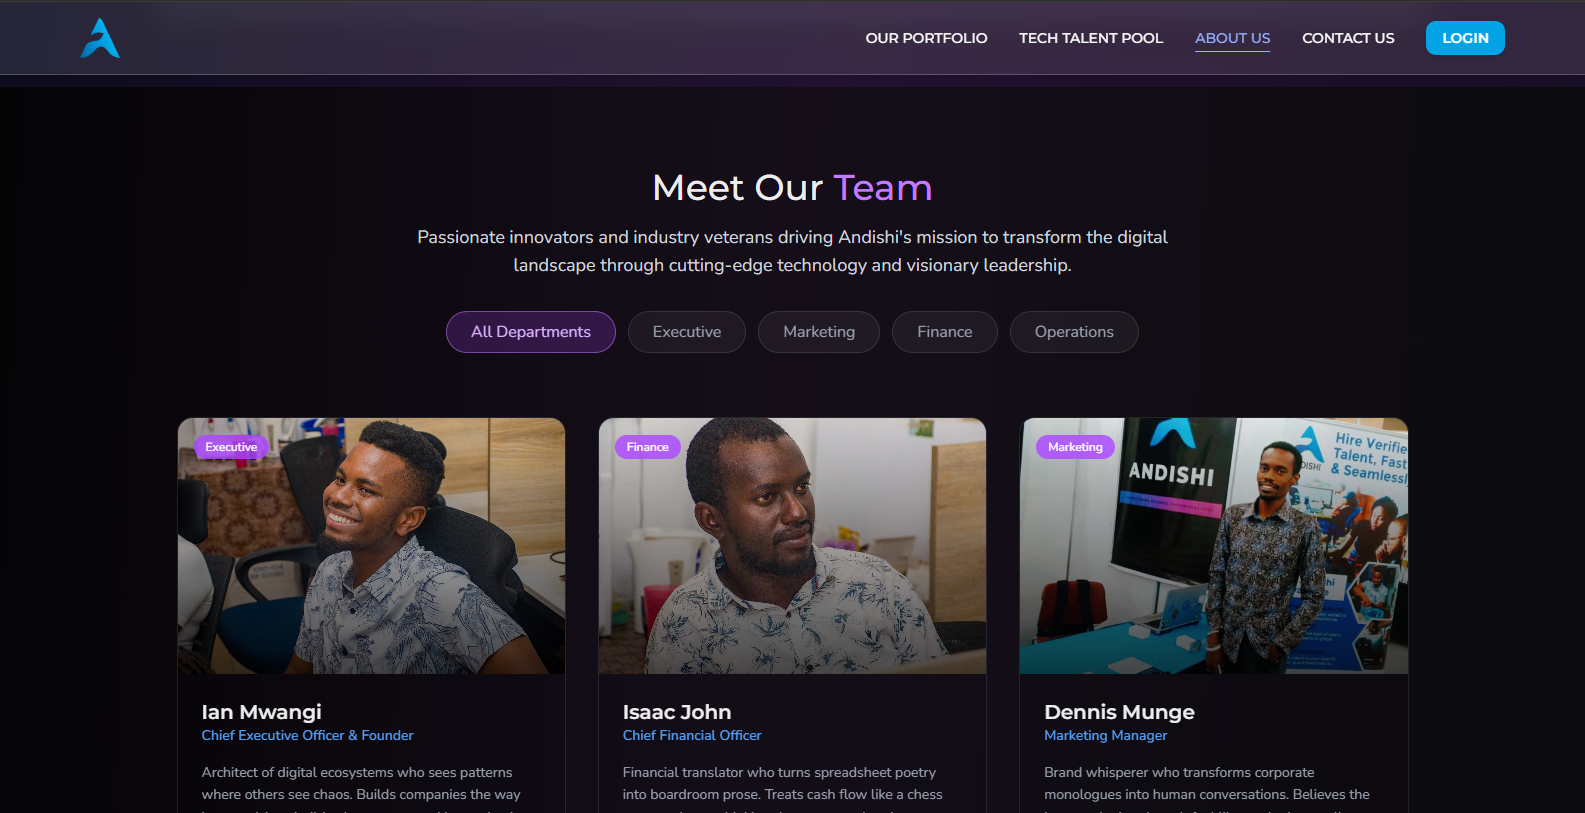 OUR PORTFOLIO
TECH TALENT POOL
ABOUT US
CONTACT US
LOGIN
Meet Our Team
Passionate innovators and industry veterans driving Andishi's mission to transform the digital
landscape through cutting-edge technology and visionary leadership.
All Departments
Executive
Marketing
Finance
Operations
Executive
Finance
Marketing
ANDISHI
Hire Verifie
Talent, Fast
& Seamlessl
Ian Mwangi
Chief Executive Officer & Founder
Architect of digital ecosystems who sees patterns
where others see chaos. Builds companies the way
Isaac John
Chief Financial Officer
Financial translator who turns spreadsheet poetry
into boardroom prose. Treats cash flow like a chess
Dennis Munge
Marketing Manager
Brand whisperer who transforms corporate
monologues into human conversations. Believes the